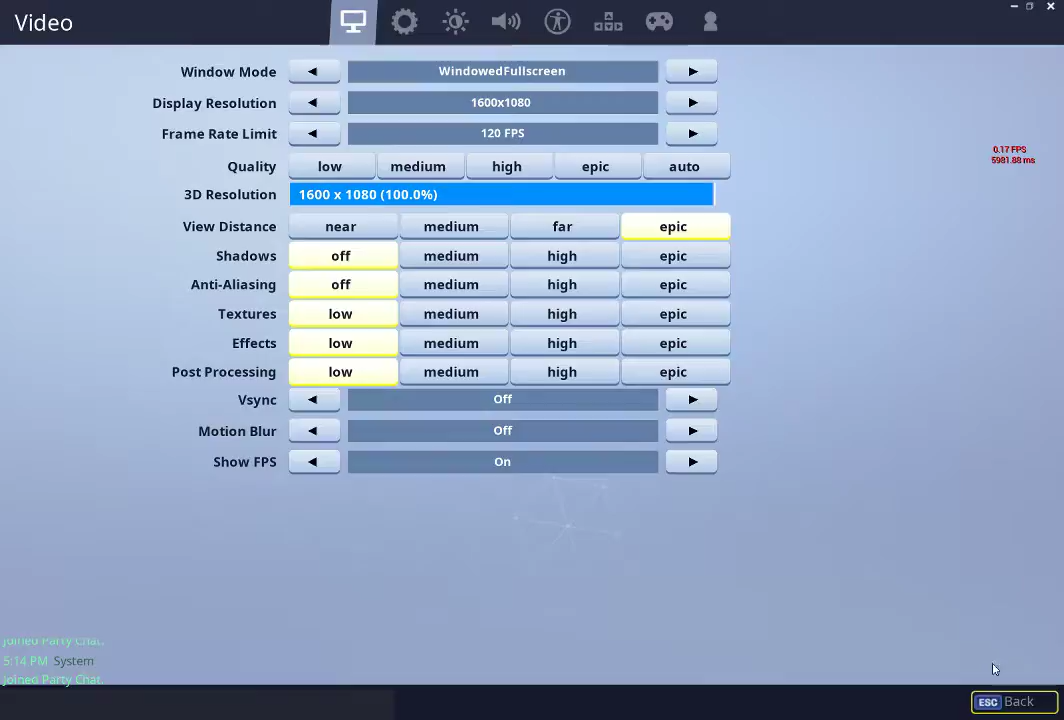 Video
Window Mode ◄ WindowedFullscreen ►
Display Resolution ◄ 1600x1080 ►
Frame Rate Limit ◄ 120 FPS ►
Quality low medium high epic auto
3D Resolution 1600 x 1080 (100.0%)
View Distance near medium far epic
Shadows off medium high epic
Anti-Aliasing off medium high epic
Textures low medium high epic
Effects low medium high epic
Post Processing low medium high epic
Vsync ◄ Off ►
Motion Blur ◄ Off ►
Show FPS ◄ On ►
0.17 FPS
5981.88 ms
Joined Party Chat.
5:14 PM System
Joined Party Chat.
ESC Back